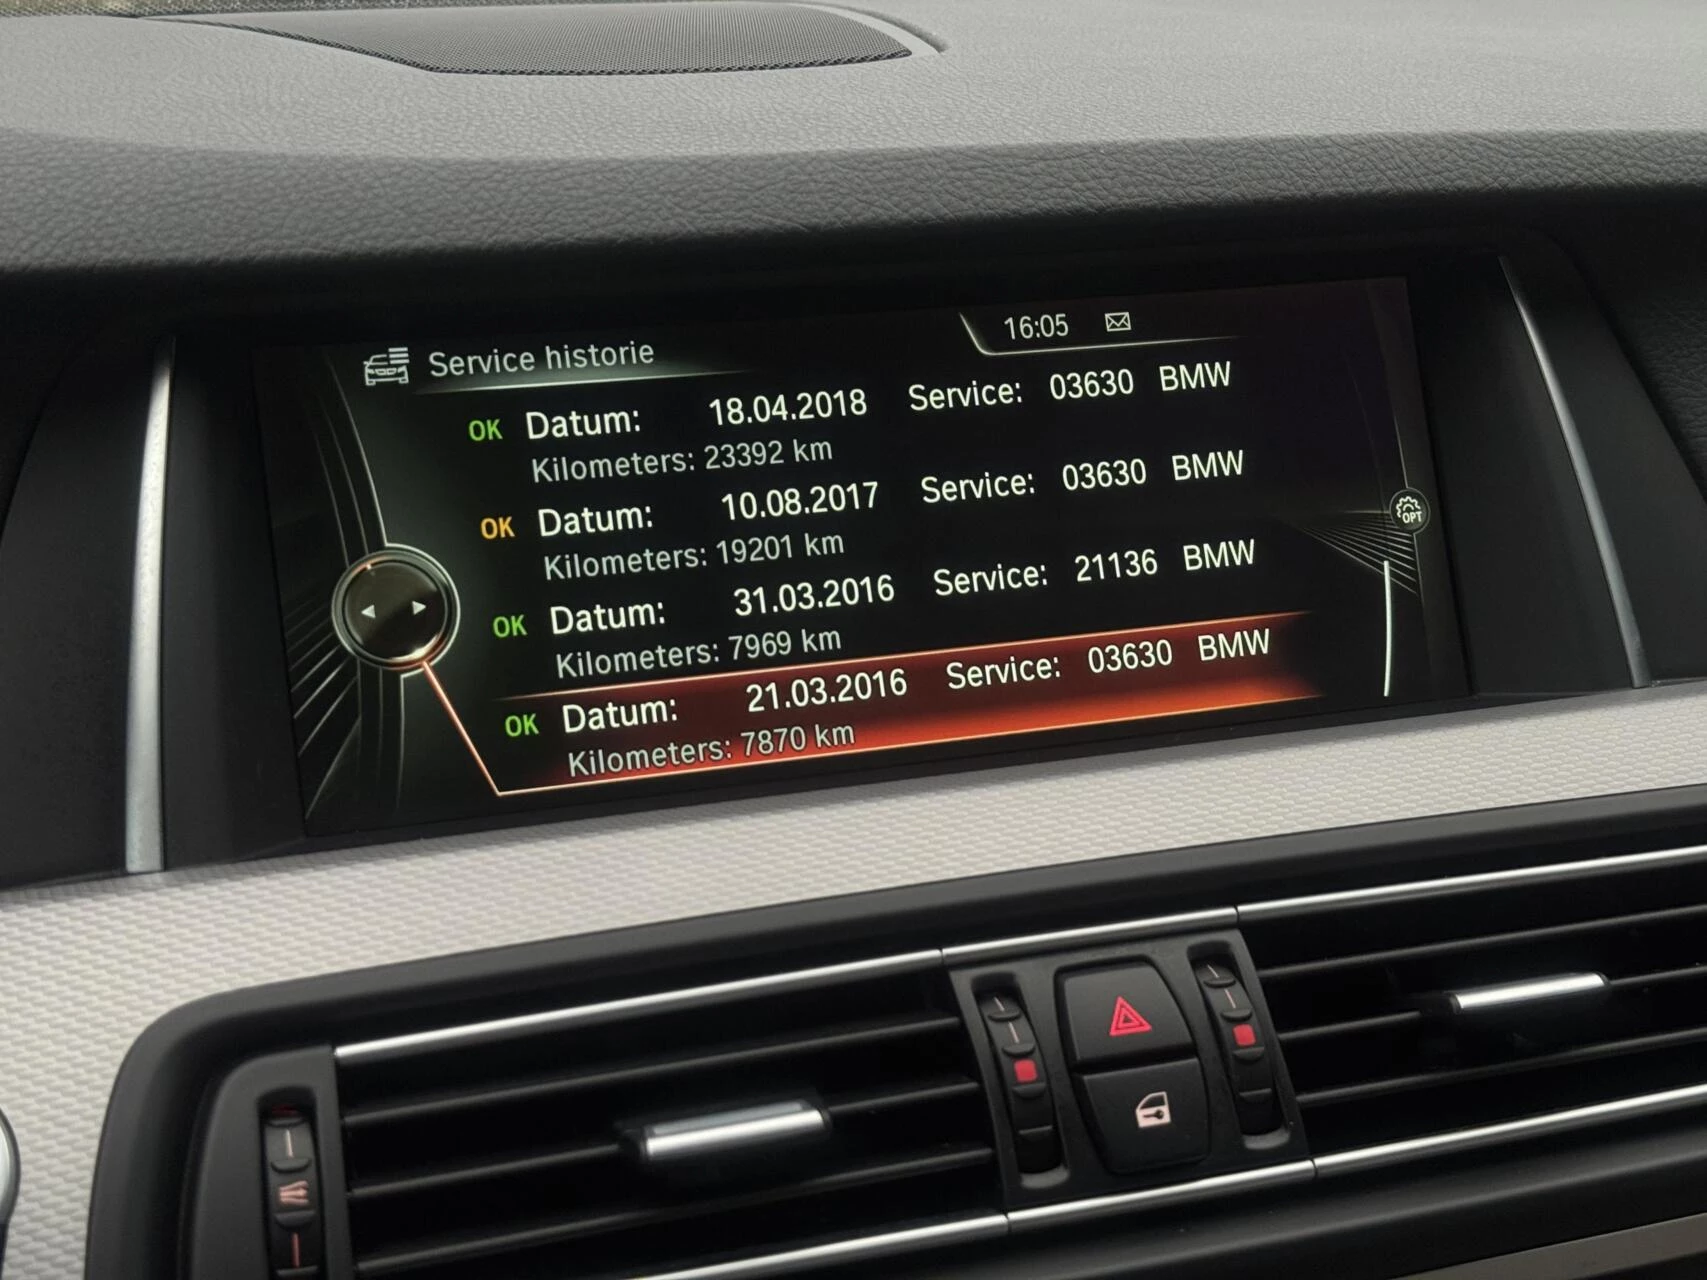 16:05
Service historie
OK Datum: 18.04.2018 Service: 03630 BMW
Kilometers: 23392 km
OK Datum: 10.08.2017 Service: 03630 BMW
Kilometers: 19201 km
OK Datum: 31.03.2016 Service: 21136 BMW
Kilometers: 7969 km
OK Datum: 21.03.2016 Service: 03630 BMW
Kilometers: 7870 km
OPT